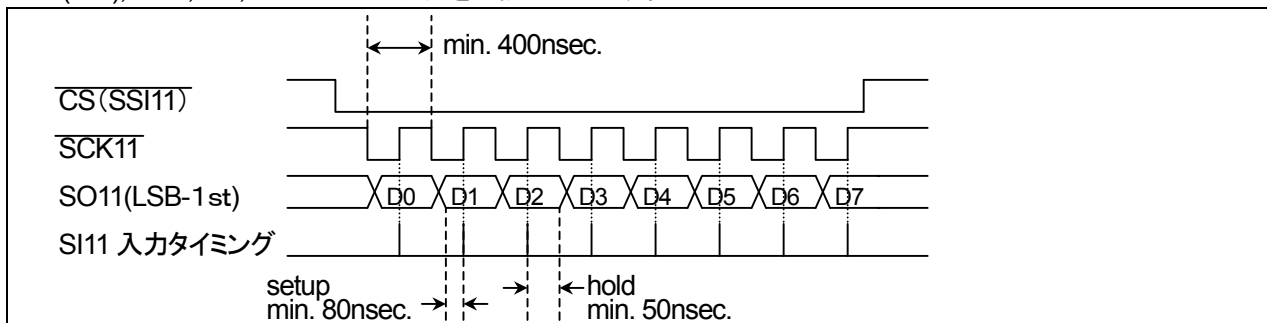 min. 400nsec.
CS(SSI11)
SCK11
SO11(LSB-1st) D0 D1 D2 D3 D4 D5 D6 D7
SI11 入力タイミング
setup
min. 80nsec.
hold
min. 50nsec.